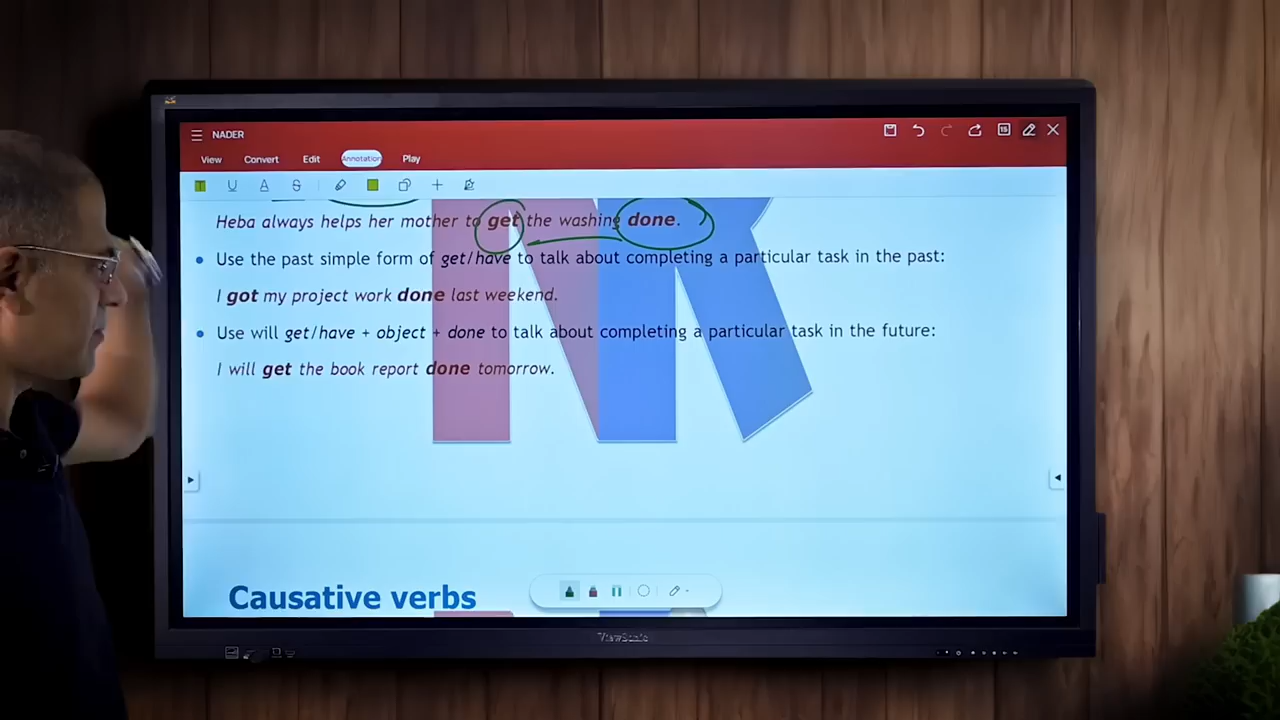 NADER
View Convert Edit Annotation Play
Heba always helps her mother to get the washing done.
• Use the past simple form of get/have to talk about completing a particular task in the past:
I got my project work done last weekend.
• Use will get/have + object + done to talk about completing a particular task in the future:
I will get the book report done tomorrow.
Causative verbs
ViewSonic